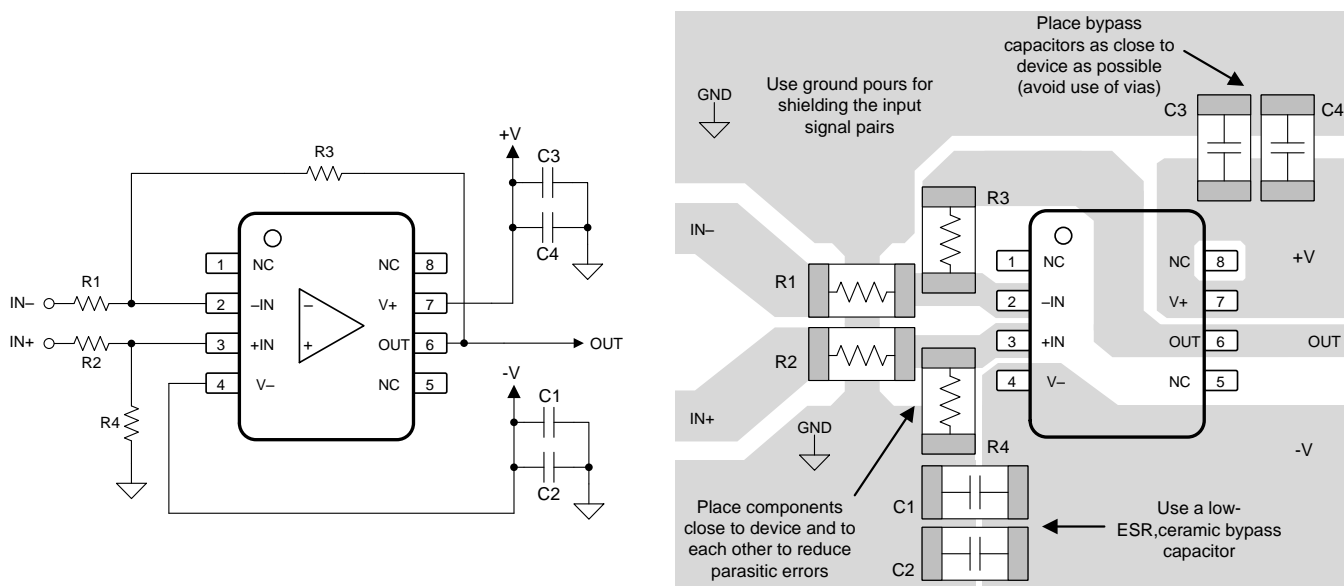 R3
+V
C3
C4
1
NC
NC
8
IN–
R1
2
–IN
–
V+
7
IN+
R2
3
+IN
+
OUT
6
OUT
4
V–
NC
5
R4
-V
C1
C2
Place bypass
capacitors as close to
device as possible
(avoid use of vias)
Use ground pours for
shielding the input
signal pairs
GND
C3
C4
R3
IN–
1
NC
NC
8
+V
R1
2
–IN
V+
7
R2
3
+IN
OUT
6
OUT
4
V–
NC
5
IN+
GND
R4
-V
Place components
close to device and to
each other to reduce
parasitic errors
C1
C2
Use a low-
ESR,ceramic bypass
capacitor